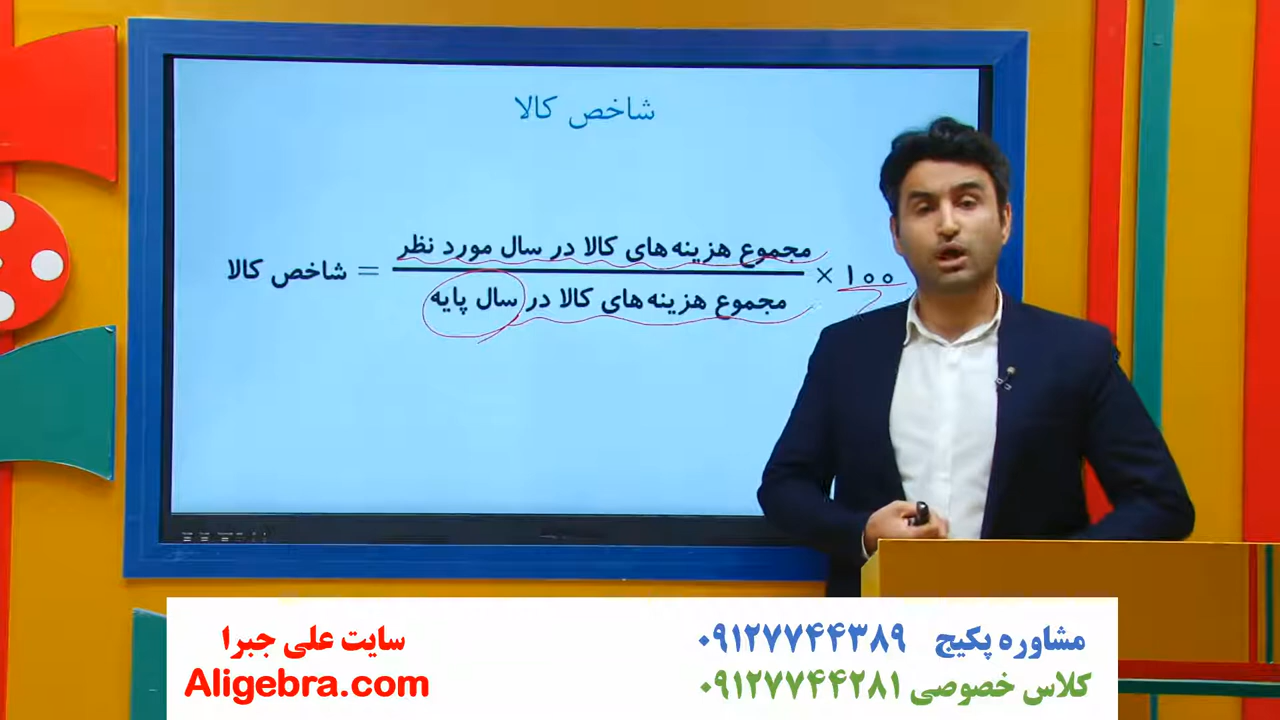 شاخص کالا
شاخص کالا = مجموع هزینه های کالا در سال مورد نظر × ۱۰۰
مجموع هزینه های کالا در سال پایه
مشاوره پکیج ۰۹۱۲۷۷۴۴۳۸۹
کلاس خصوصی ۰۹۱۲۷۷۴۴۲۸۱
سایت علی جبرا
Aligebra.com